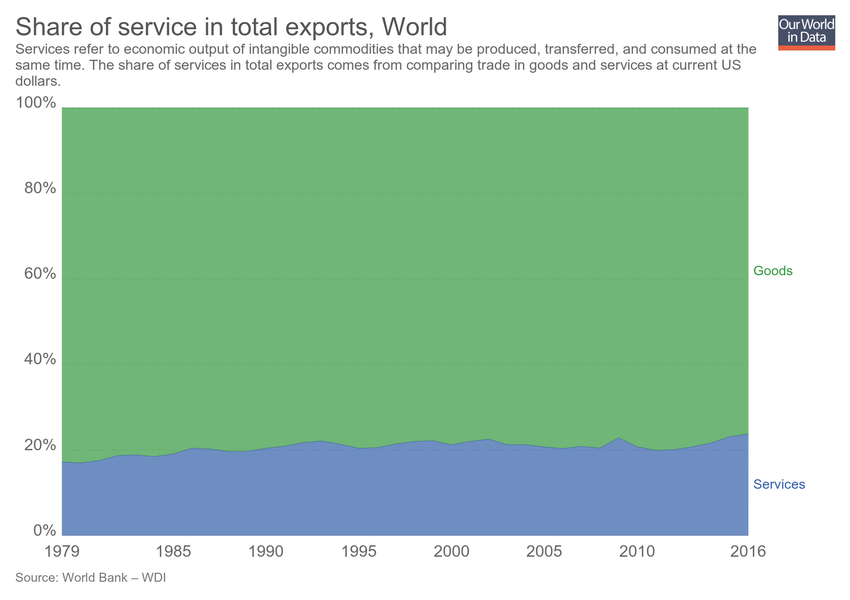 Share of service in total exports, World
Our World
in Data
Services refer to economic output of intangible commodities that may be produced, transferred, and consumed at the
same time. The share of services in total exports comes from comparing trade in goods and services at current US
dollars.
100%
80%
60%
40%
20%
0%
Goods
Services
1979 1985 1990 1995 2000 2005 2010 2016
Source: World Bank – WDI